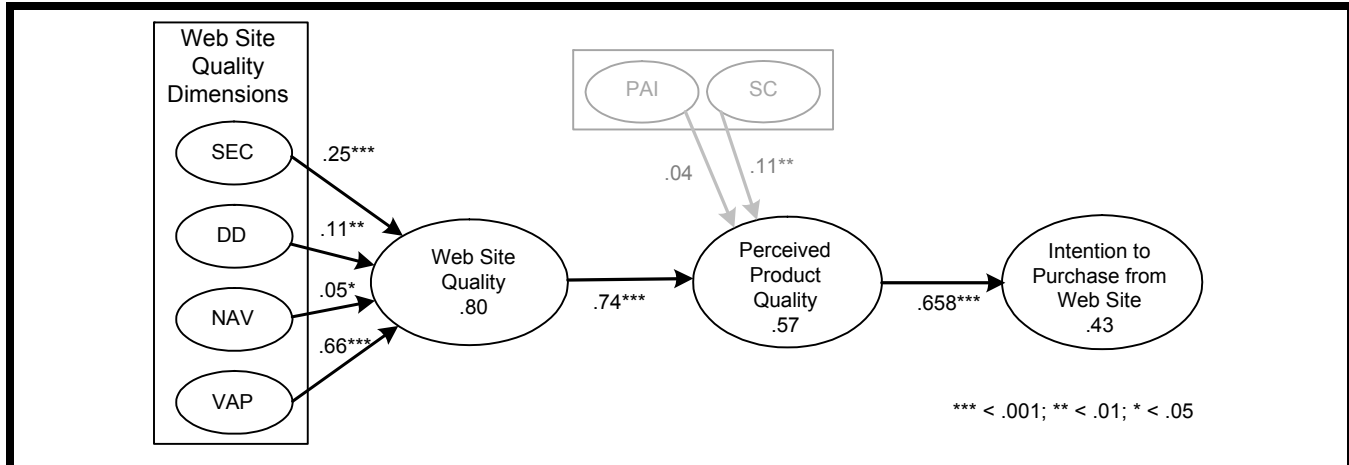 Web Site
Quality
Dimensions
SEC
DD
NAV
VAP
.25***
.11**
.05*
.66***
Web Site
Quality
.80
.74***
PAI
SC
.04
.11**
Perceived
Product
Quality
.57
.658***
Intention to
Purchase from
Web Site
.43
*** < .001; ** < .01; * < .05